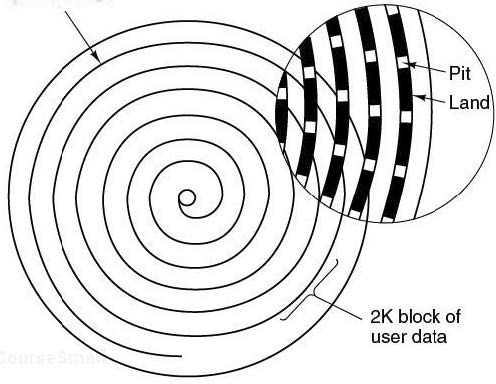 Pit
Land
2K block of
user data